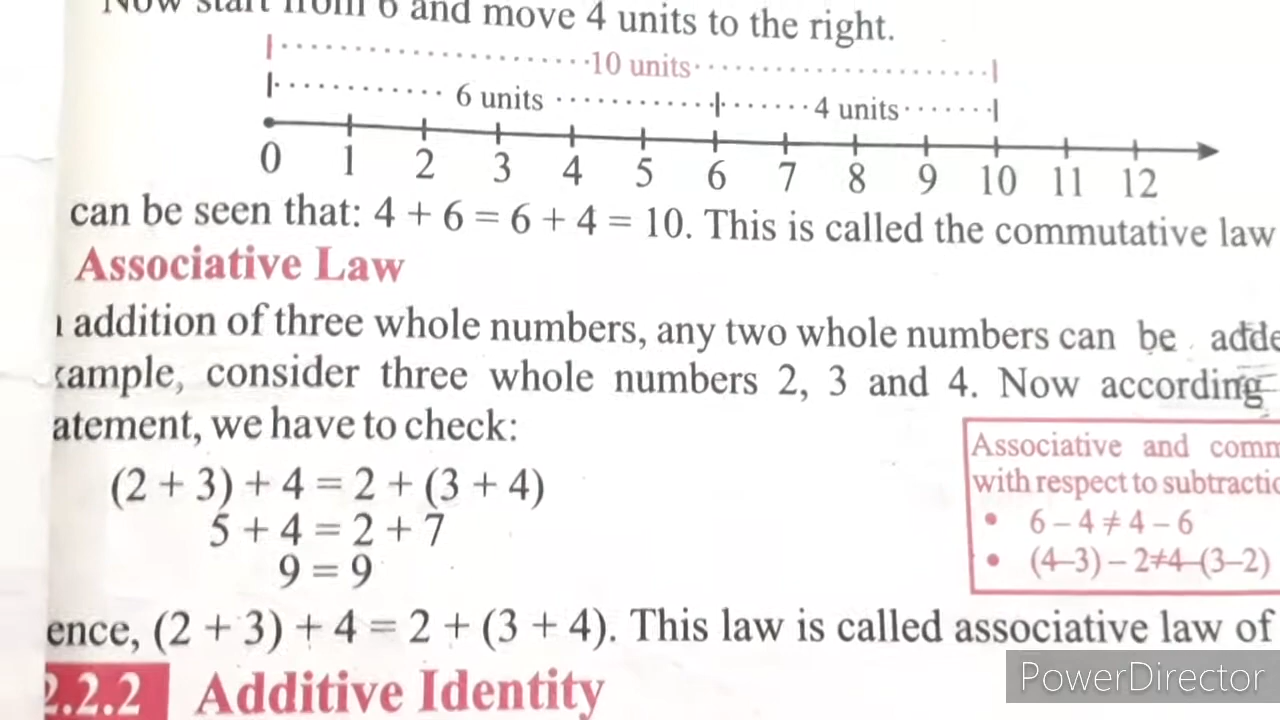 Now start from 6 and move 4 units to the right.
10 units
6 units 4 units
0 1 2 3 4 5 6 7 8 9 10 11 12
can be seen that: 4 + 6 = 6 + 4 = 10. This is called the commutative law
Associative Law
addition of three whole numbers, any two whole numbers can be
consider three whole numbers 2, 3 and 4. Now according
we have to check:
(2 + 3) + 4 = 2 + (3 + 4)
5 + 4 = 2 + 7
9 = 9
Associative and
with respect to
• 6 – 4 ≠ 4 – 6
• (4–3) – 2≠4–(3–2)
(2 + 3) + 4 = 2 + (3 + 4). This law is called associative law of
2.2.2 Additive Identity
PowerDirector